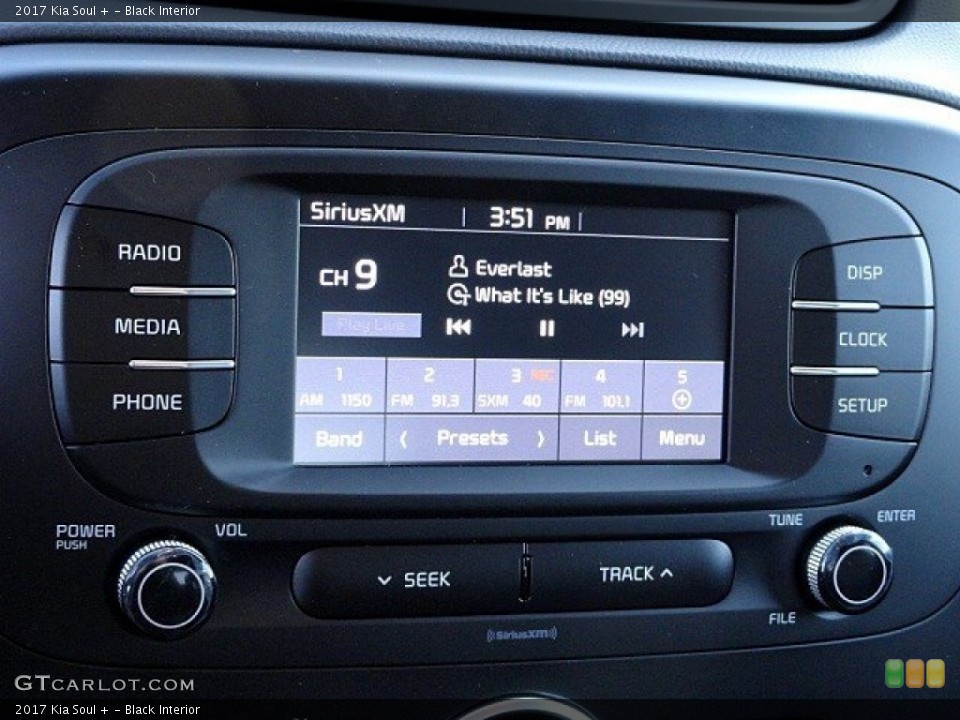 2017 Kia Soul + - Black Interior
SiriusXM 3:51 PM
RADIO
MEDIA
PHONE
CH 9
Everlast
What It's Like (99)
Play Live
1 2 3 REC 4 5
AM 1150 FM 91.3 SXM 40 FM 101.1
Band Presets List Menu
DISP
CLOCK
SETUP
POWER
PUSH
VOL
SEEK
TRACK
TUNE
ENTER
FILE
SiriusXM
GTCARLOT.COM
2017 Kia Soul + - Black Interior